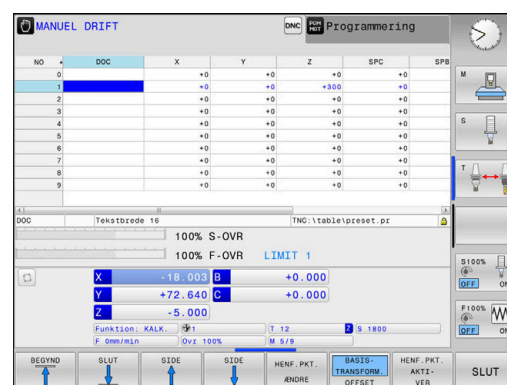 MANUEL DRIFT DNC PGM MGT Programmering
NO DOC X Y Z SPC SPB
0 +0 +0 +0 +0
1 +0 +0 +300 +0
2 +0 +0 +0 +0
3 +0 +0 +0 +0
4 +0 +0 +0 +0
5 +0 +0 +0 +0
6 +0 +0 +0 +0
7 +0 +0 +0 +0
8 +0 +0 +0 +0
9 +0 +0 +0 +0
DOC Tekstbrede 16 TNC:\table\preset.pr
100% S-OVR
100% F-OVR LIMIT 1
X -18.003 B +0.000
Y +72.640 C +0.000
Z -5.000
Funktion: KALK. 1 T 12 Z S 1800
F 0mm/min Ovr 100% M 5/9
M
S
T
S100%
OFF ON
F100%
OFF ON
BEGYND
SLUT
SIDE
SIDE
HENF.PKT.
ÆNDRE
BASIS-
TRANSFORM.
OFFSET
HENF.PKT.
AKTI-
VER
SLUT